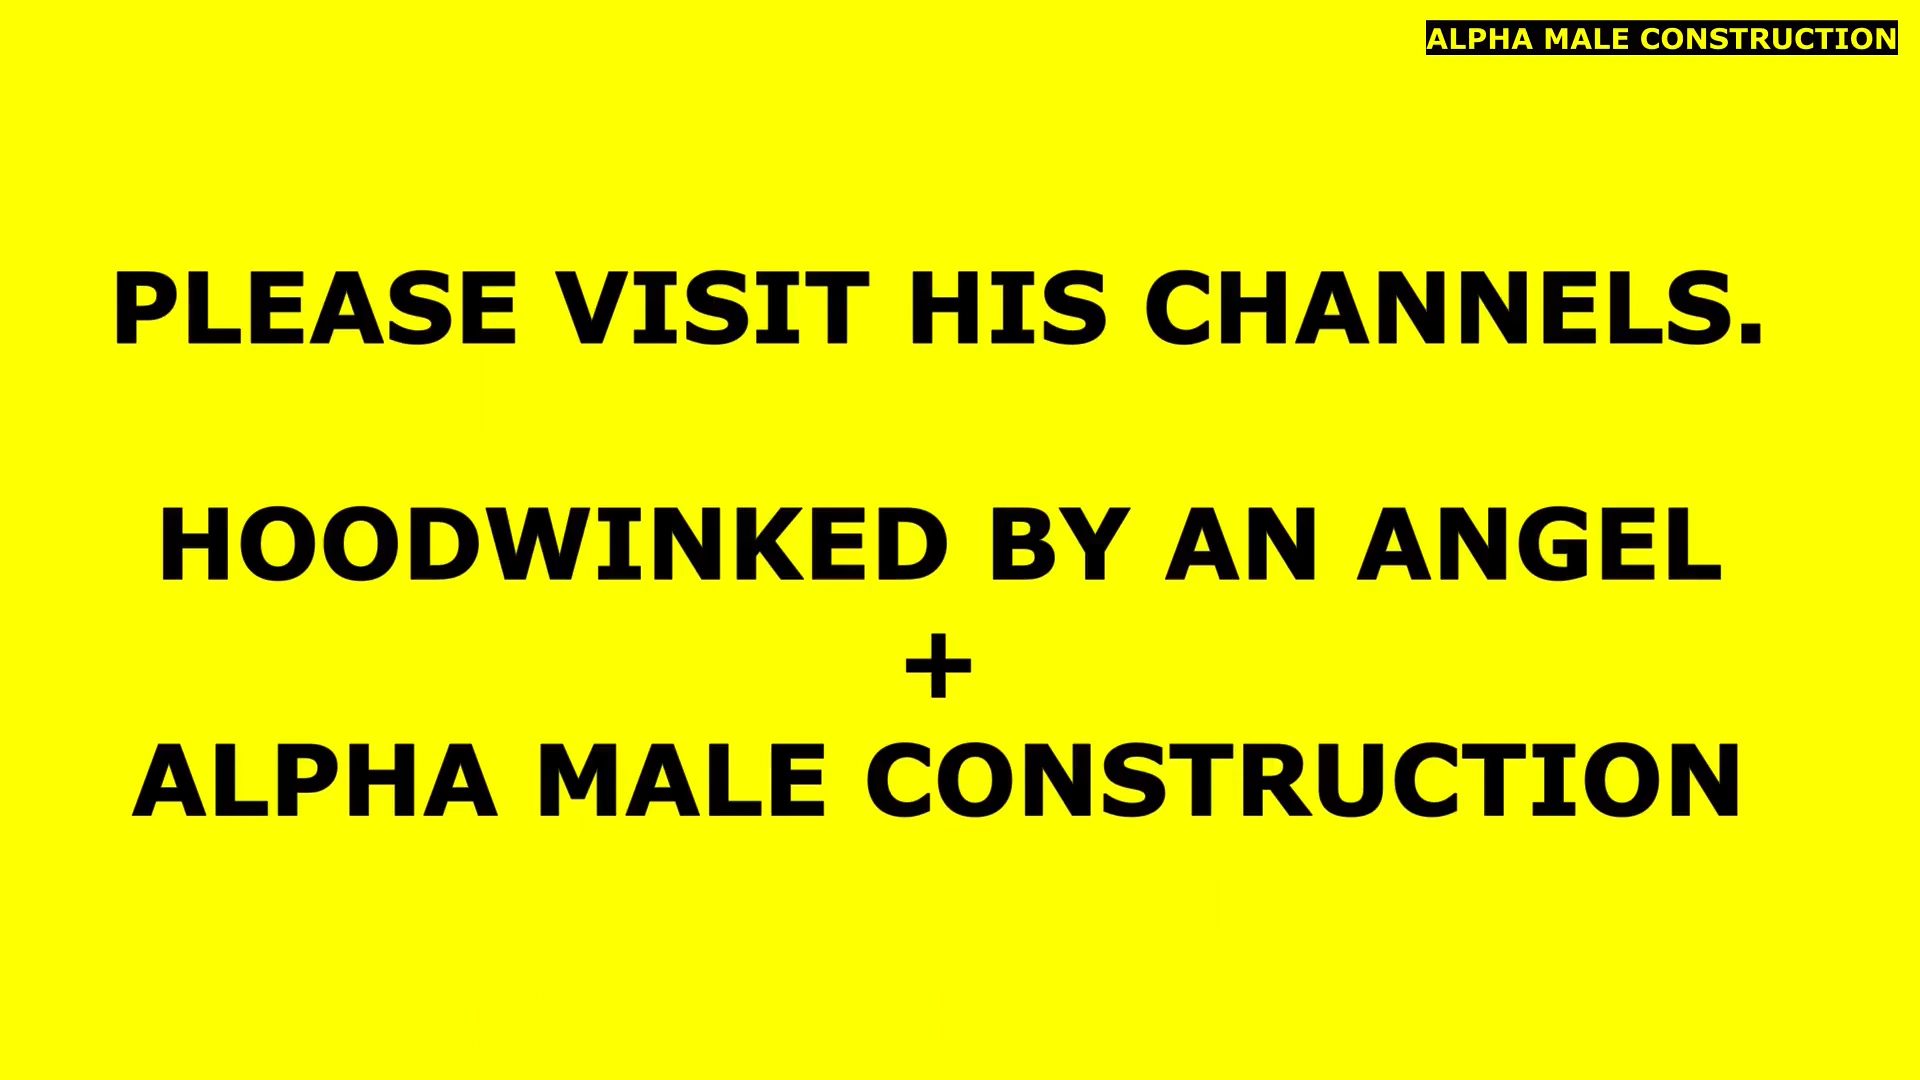 ALPHA MALE CONSTRUCTION
PLEASE VISIT HIS CHANNELS.
HOODWINKED BY AN ANGEL
+
ALPHA MALE CONSTRUCTION